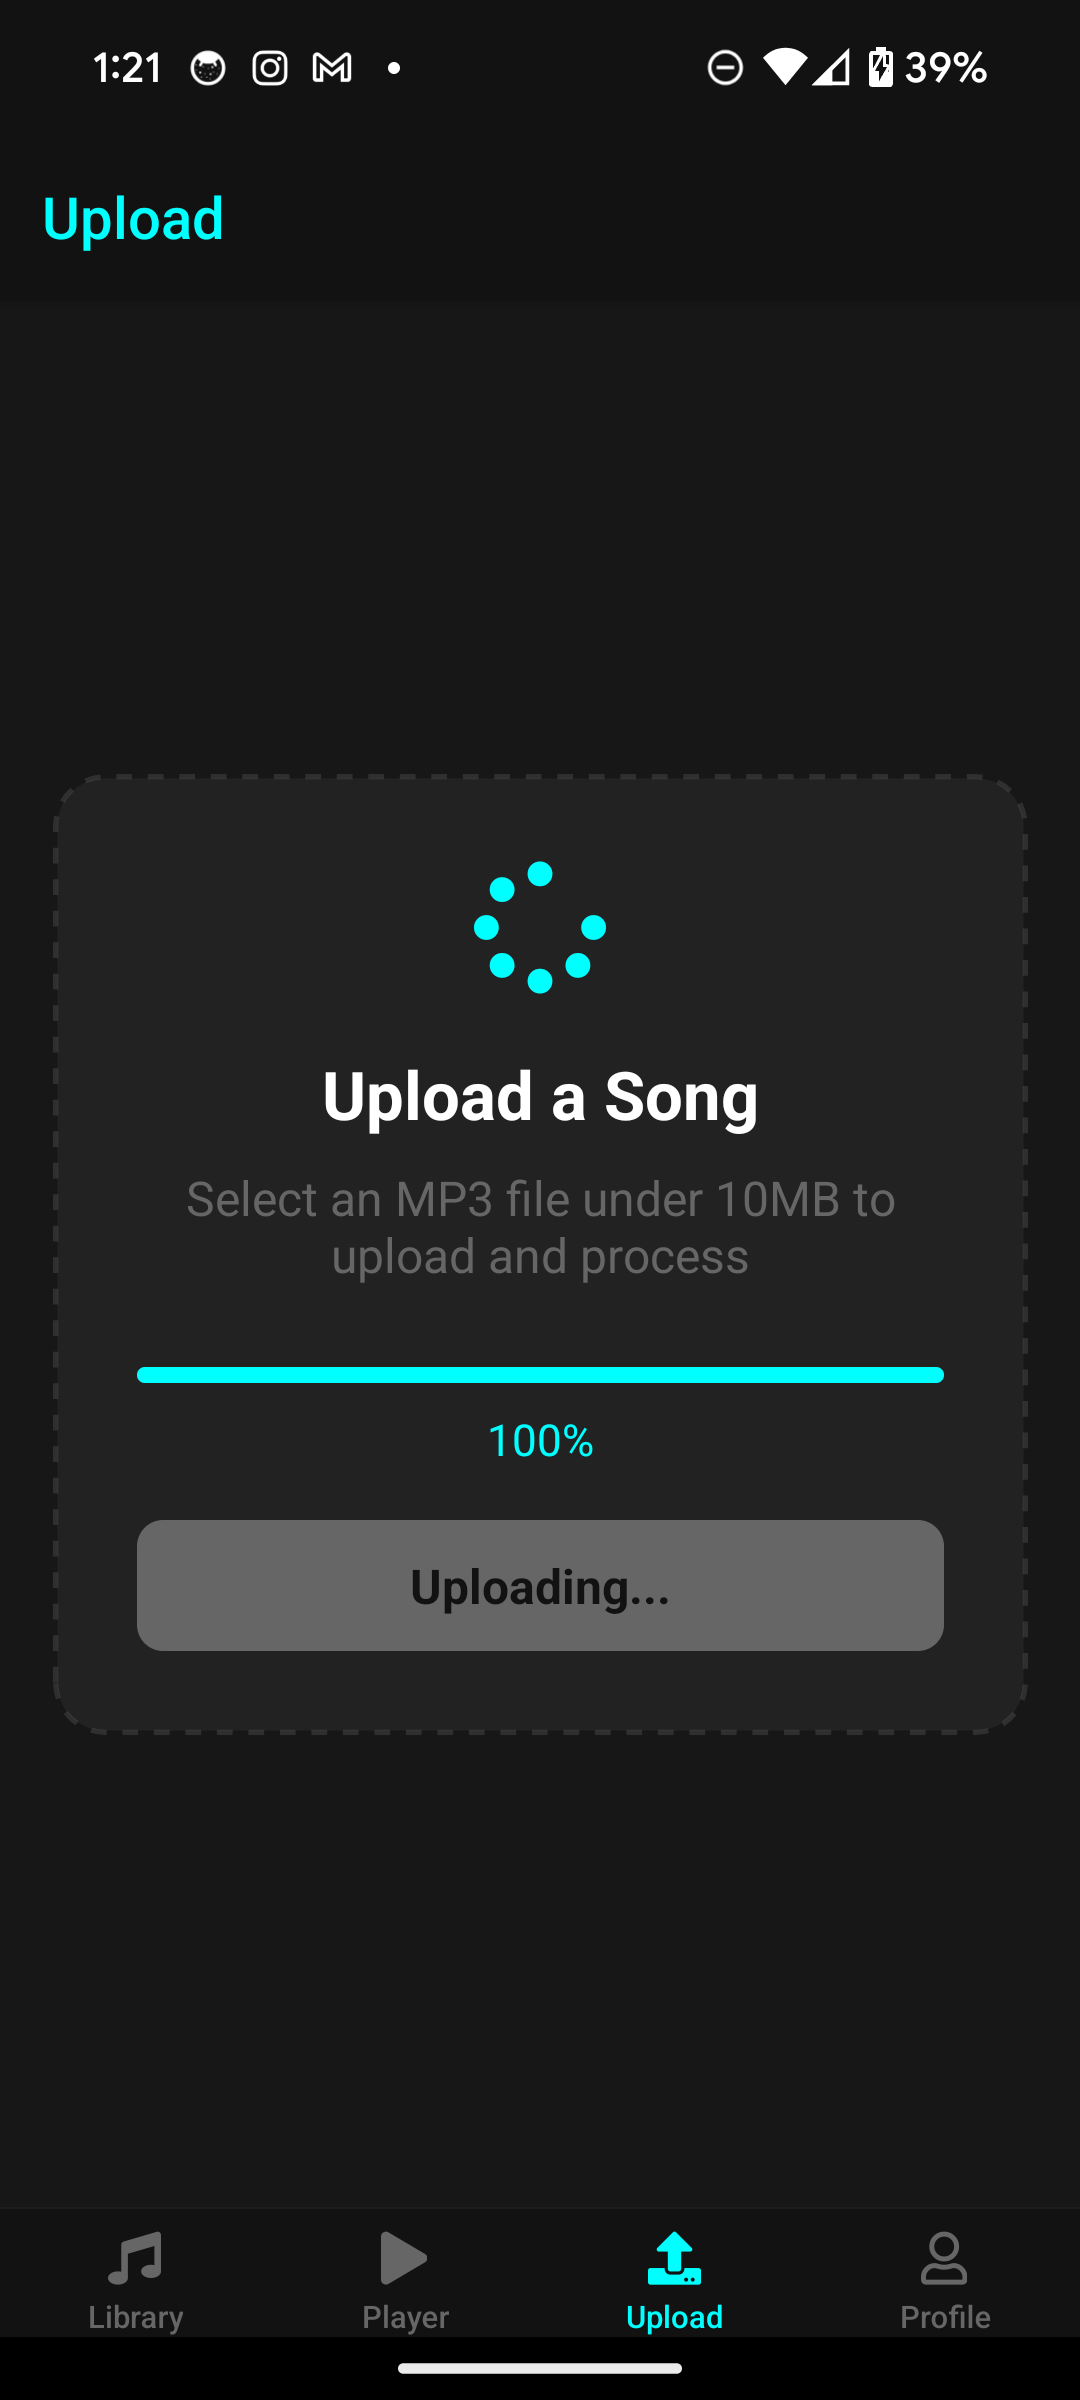 1:21
39%
Upload
Upload a Song
Select an MP3 file under 10MB to
upload and process
100%
Uploading...
Library
Player
Upload
Profile